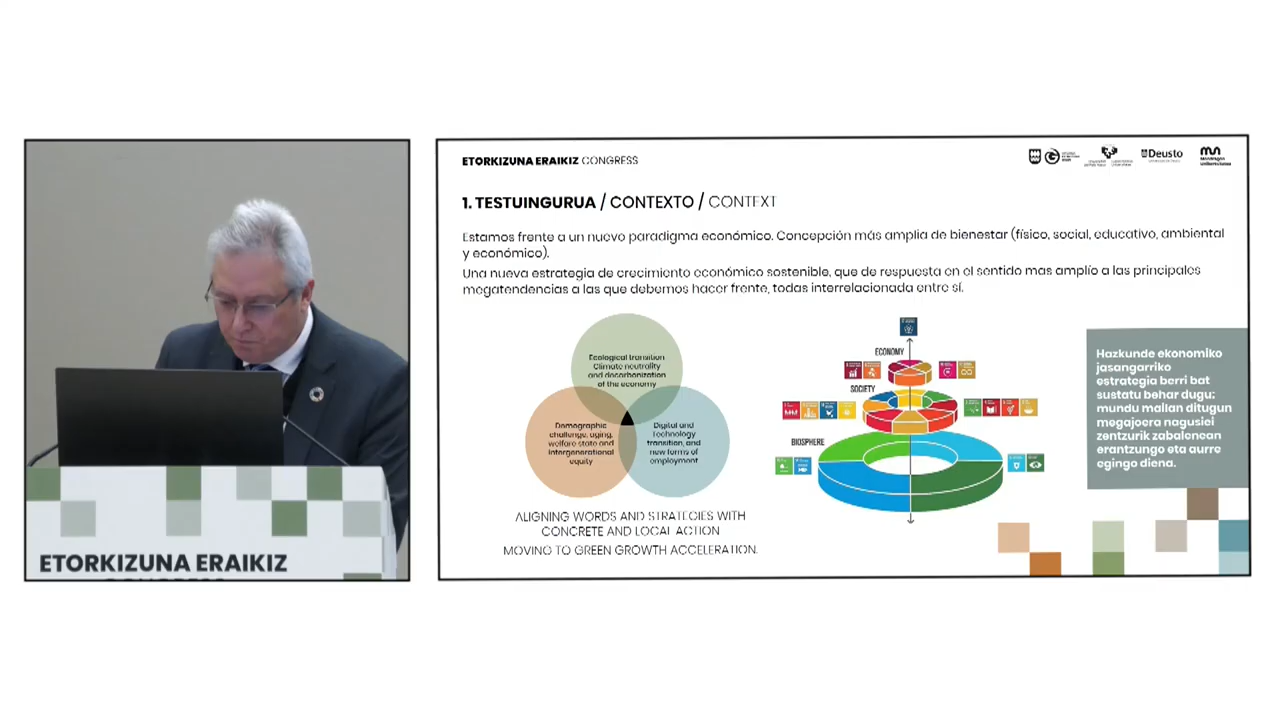 ETORKIZUNA ERAIKIZ
ETORKIZUNA ERAIKIZ CONGRESS
Deusto
Mondragon
unibertsitatea
1. TESTUINGURUA / CONTEXTO / CONTEXT
Estamos frente a un nuevo paradigma económico. Concepción más amplia de bienestar (físico, social, educativo, ambiental
y económico).
Una nueva estrategia de crecimiento económico sostenible, que de respuesta en el sentido mas amplío a las principales
megatendencias a las que debemos hacer frente, todas interrelacionada entre sí.
Ecological transition
Climate neutrality
and decarbonization
of the economy
Demographic
challenge, aging,
welfare state and
intergenerational
equity
Digital and
Technology
transition, and
new forms of
employment
ALIGNING WORDS AND STRATEGIES WITH
CONCRETE AND LOCAL ACTION
MOVING TO GREEN GROWTH ACCELERATION.
ECONOMY
SOCIETY
BIOSPHERE
Hazkunde ekonomiko
jasangarriko
estrategia berri bat
sustatu behar dugu:
mundu mailan ditugun
megajoera nagusiei
zentzurik zabalenean
erantzungo eta aurre
egingo diena.